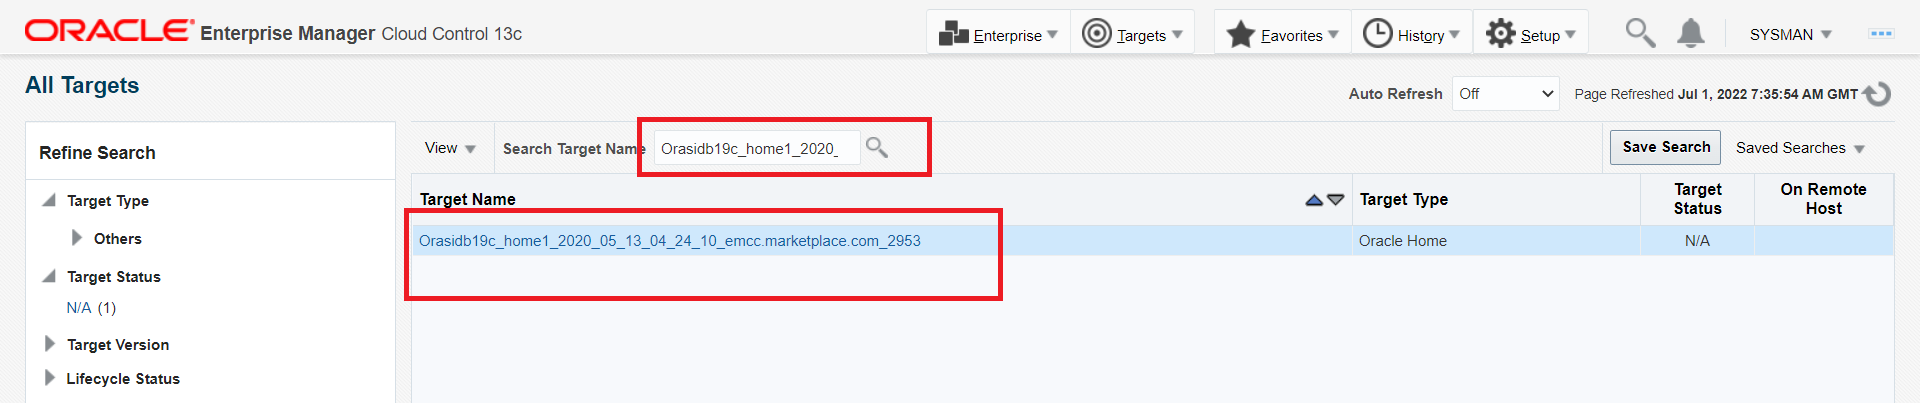 ORACLE Enterprise Manager Cloud Control 13c
Enterprise
Targets
Favorites
History
Setup
SYSMAN
All Targets
Auto Refresh Off Page Refreshed Jul 1, 2022 7:35:54 AM GMT
Refine Search
Target Type
Others
Target Status
N/A (1)
Target Version
Lifecycle Status
View
Search Target Name Orasidb19c_home1_2020_
Save Search
Saved Searches
Target Name
Target Type
Target Status
On Remote Host
Orasidb19c_home1_2020_05_13_04_24_10_emcc.marketplace.com_2953
Oracle Home
N/A